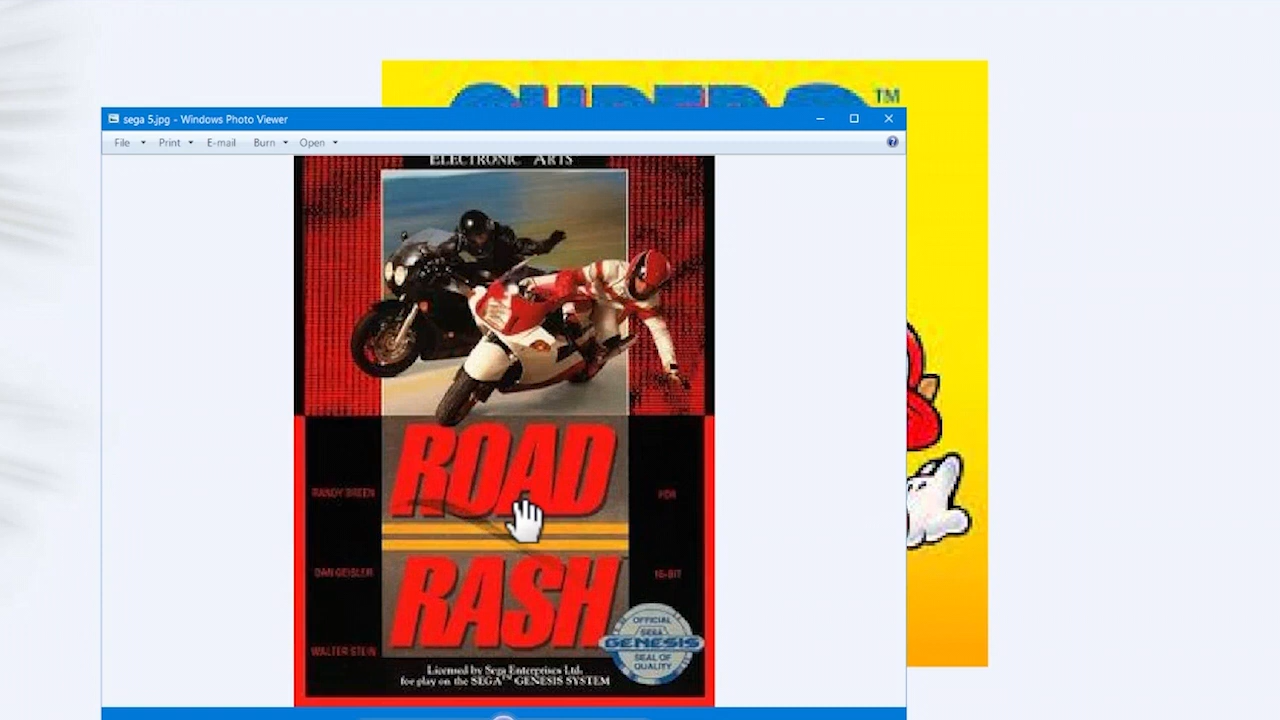 SUPER
TM
sega 5.jpg - Windows Photo Viewer
File
Print
E-mail
Burn
Open
?
ELECTRONIC ARTS
ROAD
RASH
RANDY BREEN
DAN GEISLER
WALTER STEIN
FOR
16-BIT
OFFICIAL
SEGA
GENESIS
SEAL OF
QUALITY
Licensed by Sega Enterprises Ltd.
for play on the SEGA™ GENESIS SYSTEM